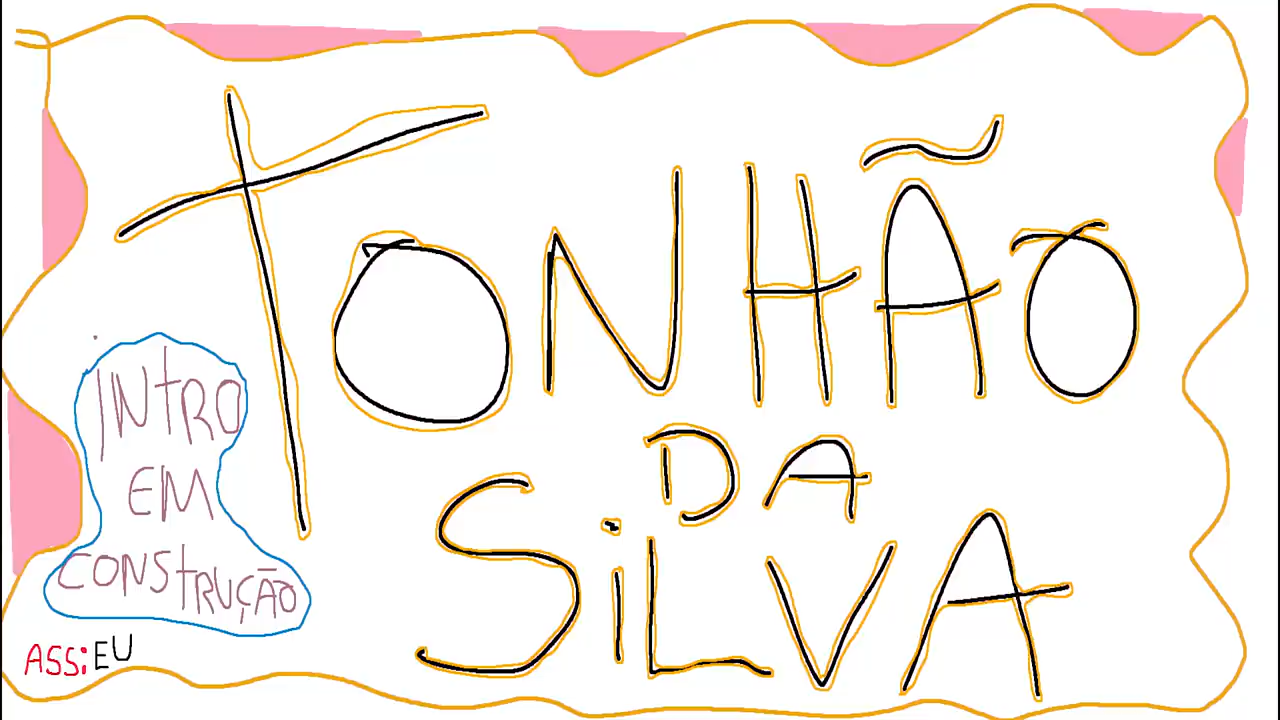 TONHÃO
DA
SiLVA
INTRO
EM
CONSTRUÇÃO
ASS: EU